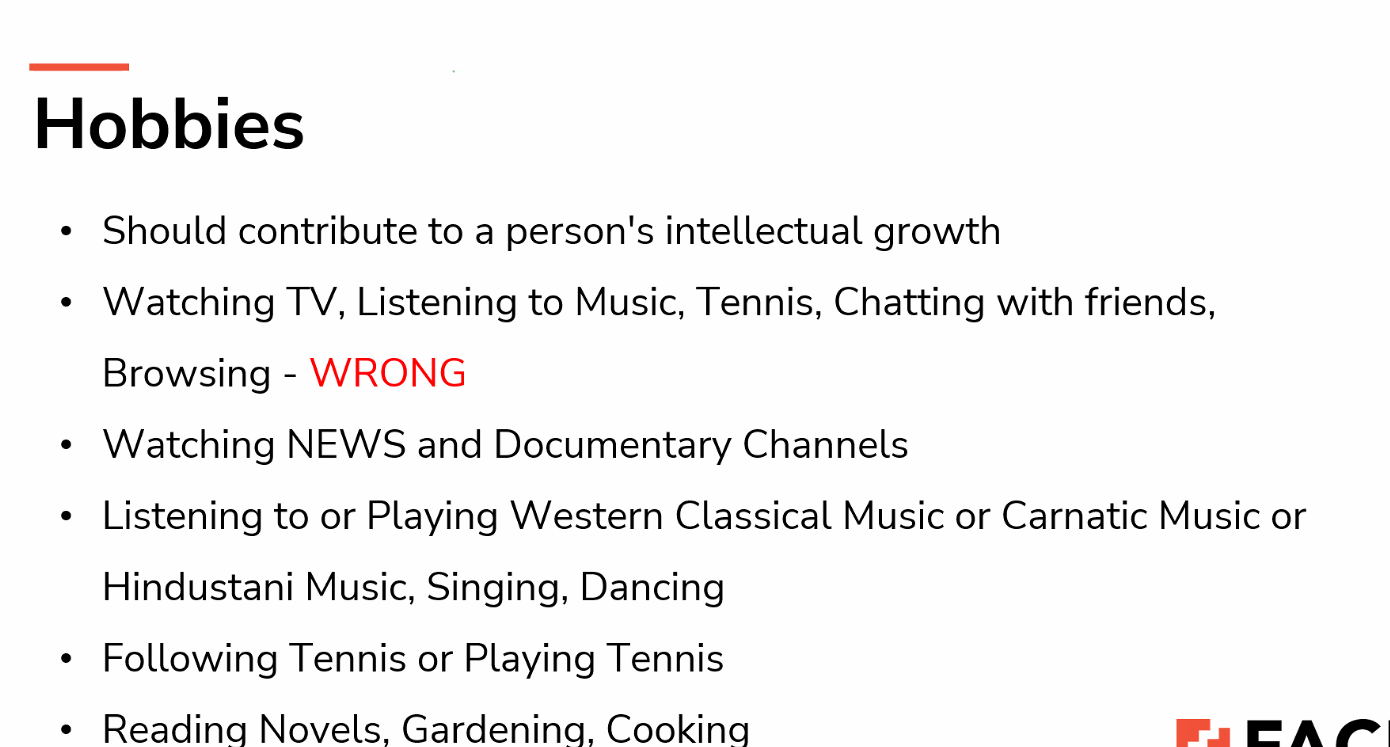 Hobbies
• Should contribute to a person's intellectual growth
• Watching TV, Listening to Music, Tennis, Chatting with friends,
Browsing - WRONG
• Watching NEWS and Documentary Channels
• Listening to or Playing Western Classical Music or Carnatic Music or
Hindustani Music, Singing, Dancing
• Following Tennis or Playing Tennis
• Reading Novels, Gardening, Cooking